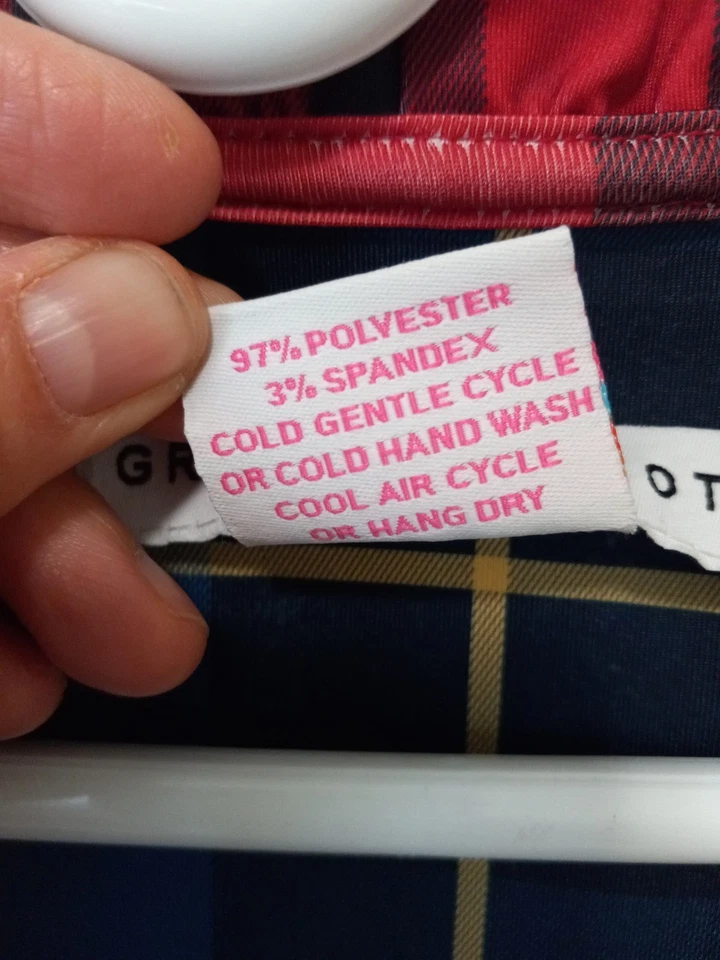 97% POLYESTER
3% SPANDEX
COLD GENTLE CYCLE
OR COLD HAND WASH
COOL AIR CYCLE
OR HANG DRY